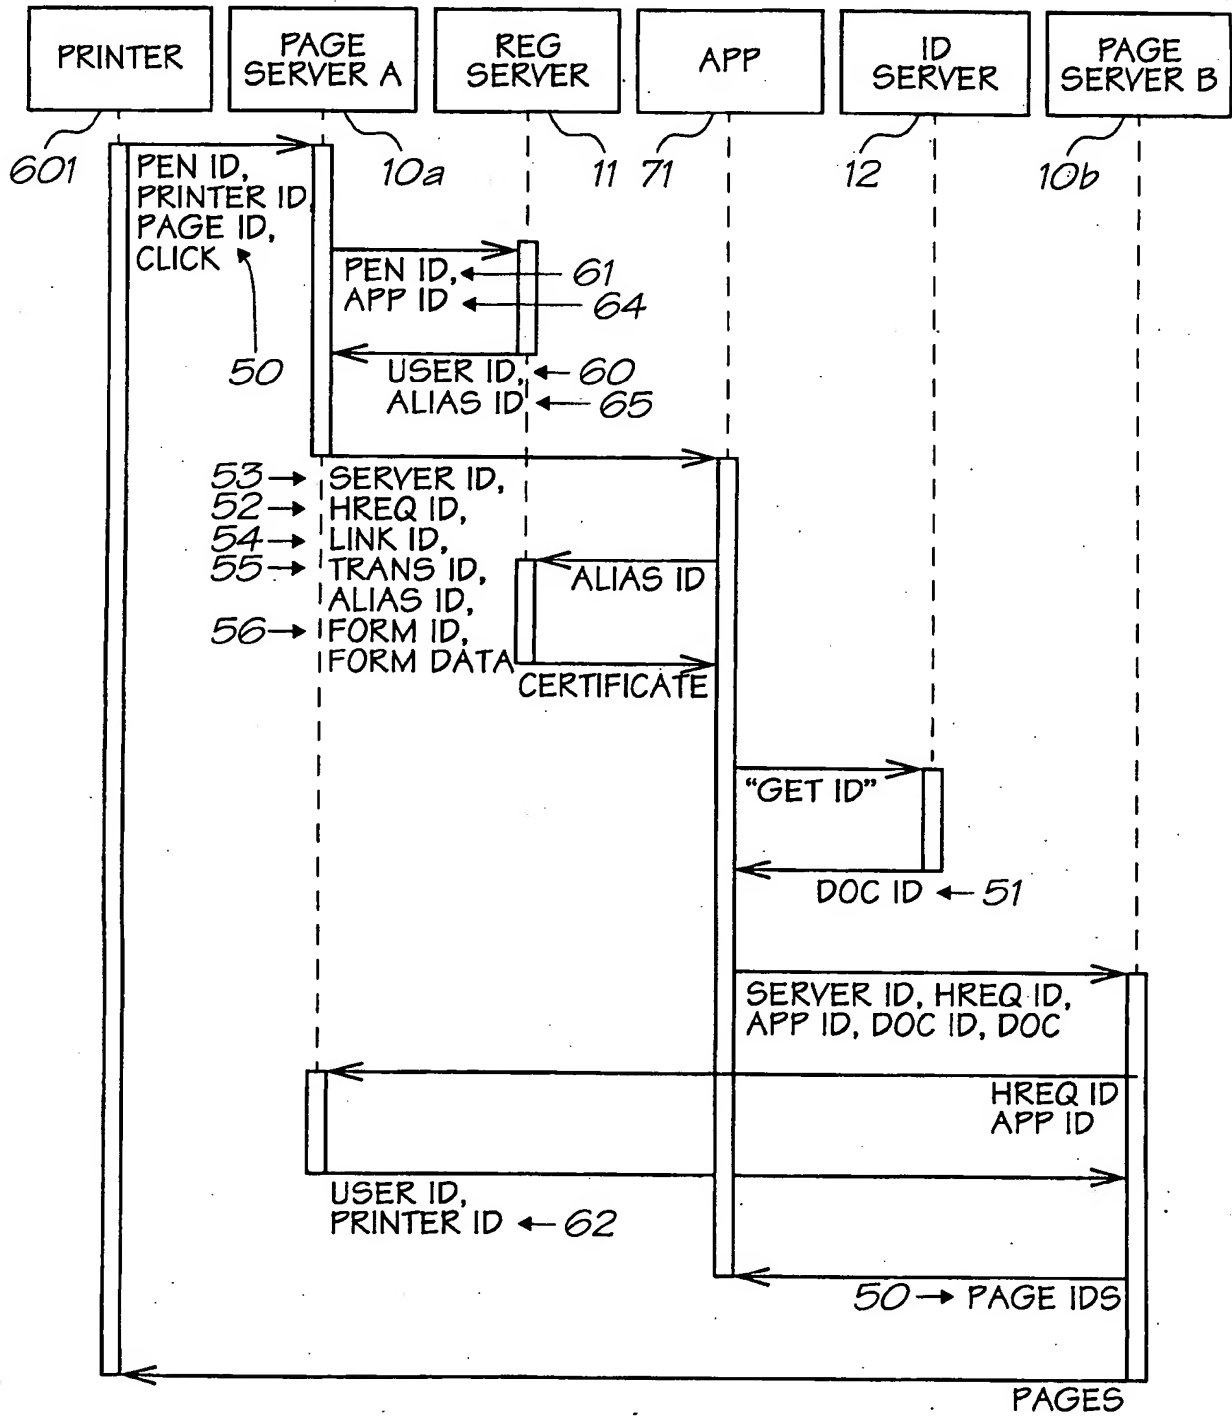 PRINTER
PAGE
SERVER A
REG
SERVER
APP
ID
SERVER
PAGE
SERVER B
601
10a
11
71
12
10b
PEN ID,
PRINTER ID
PAGE ID,
CLICK
50
PEN ID,
61
APP ID
64
USER ID,
60
ALIAS ID
65
53
SERVER ID,
52
HREQ ID,
54
LINK ID,
55
TRANS ID,
ALIAS ID,
56
FORM ID,
FORM DATA
ALIAS ID
CERTIFICATE
“GET ID”
DOC ID
51
SERVER ID, HREQ ID,
APP ID, DOC ID, DOC
HREQ ID
APP ID
USER ID,
PRINTER ID
62
50
PAGE IDS
PAGES